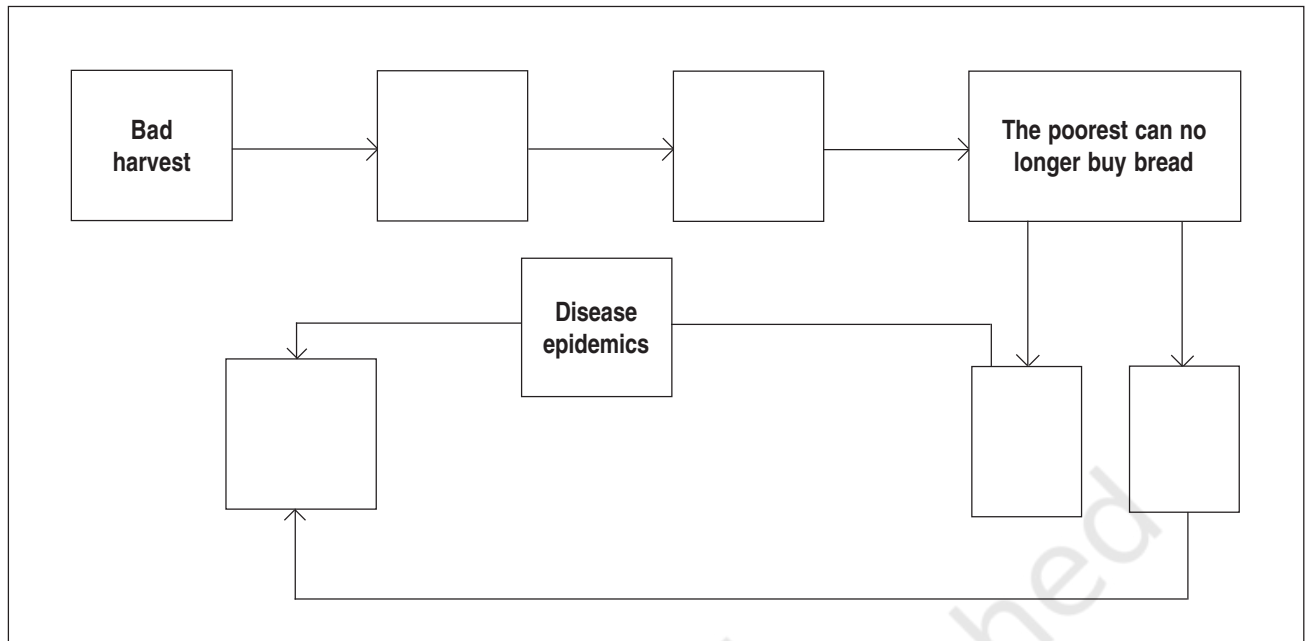 Bad
harvest
The poorest can no
longer buy bread
Disease
epidemics